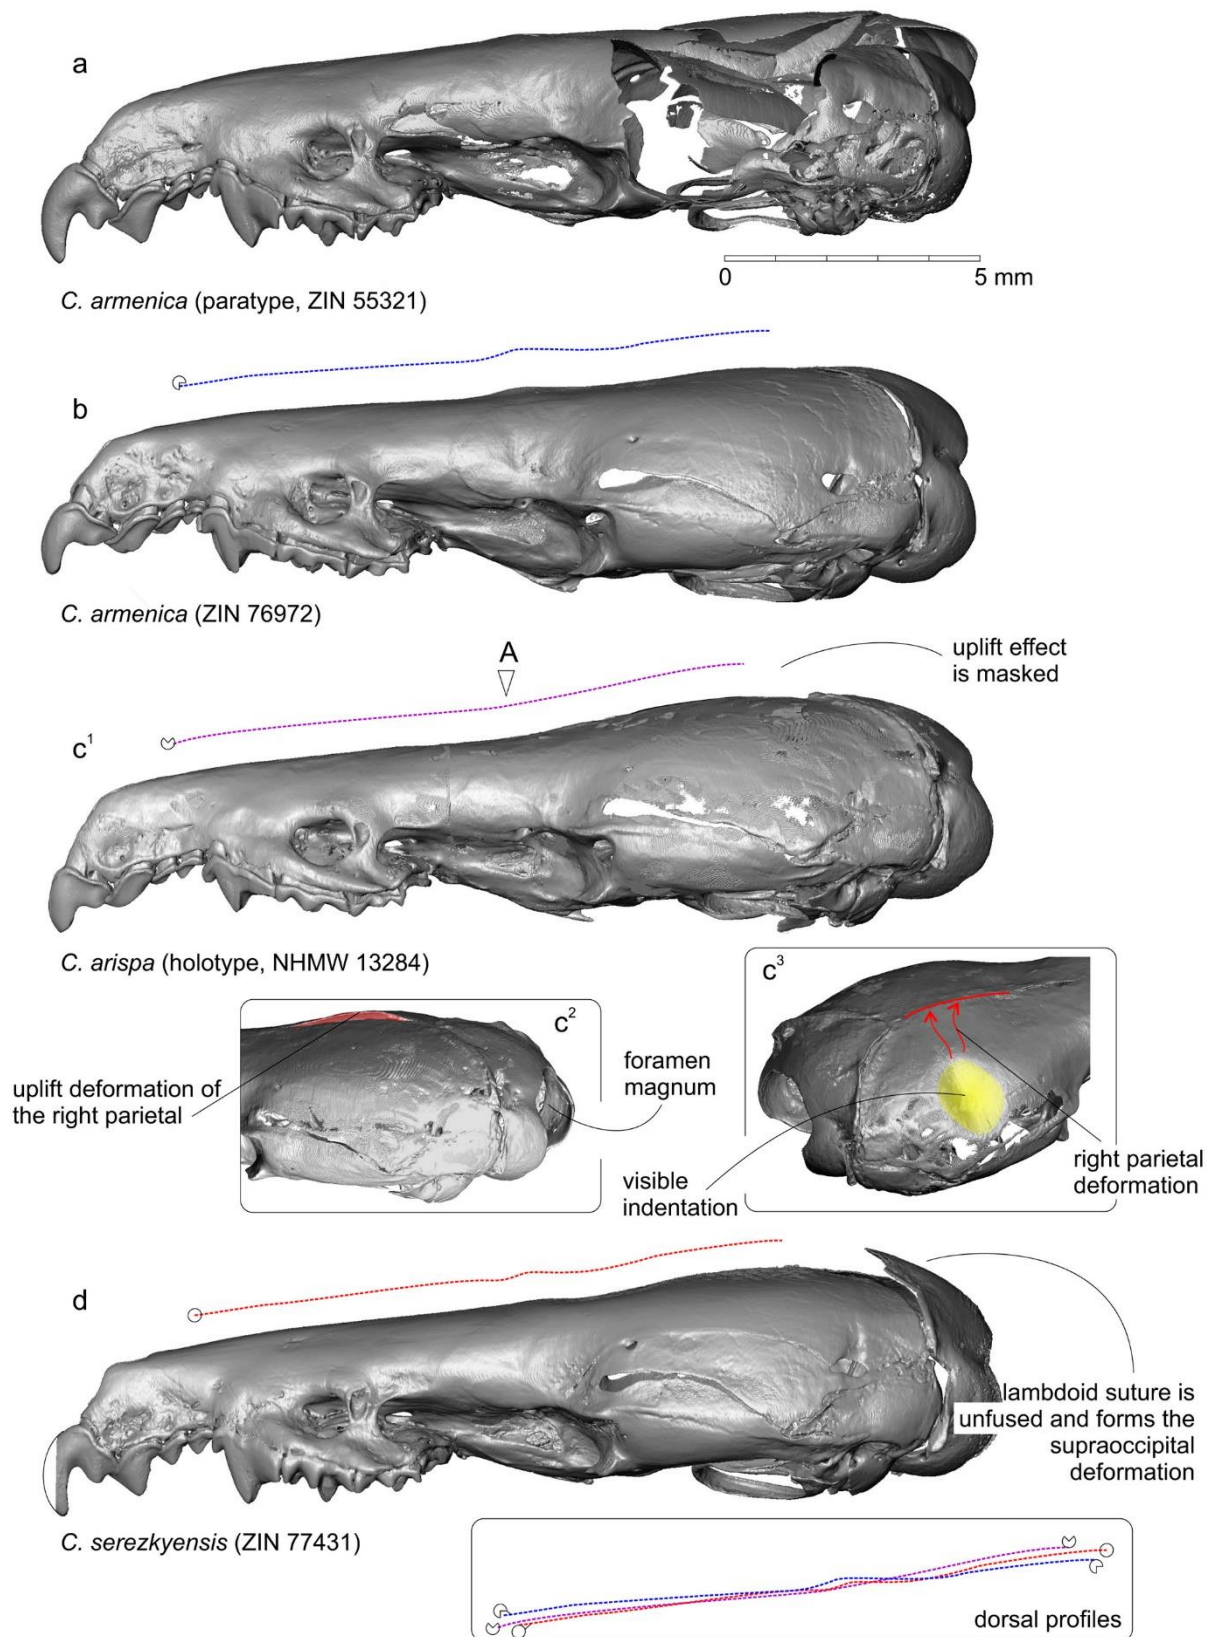 a
0 5 mm
C. armenica (paratype, ZIN 55321)
b
C. armenica (ZIN 76972)
A
uplift effect
is masked
c1
C. arispa (holotype, NHMW 13284)
c2
c3
uplift deformation of
the right parietal
foramen
magnum
visible
indentation
right parietal
deformation
d
lambdoid suture is
unfused and forms the
supraoccipital
deformation
C. serezkyensis (ZIN 77431)
dorsal profiles